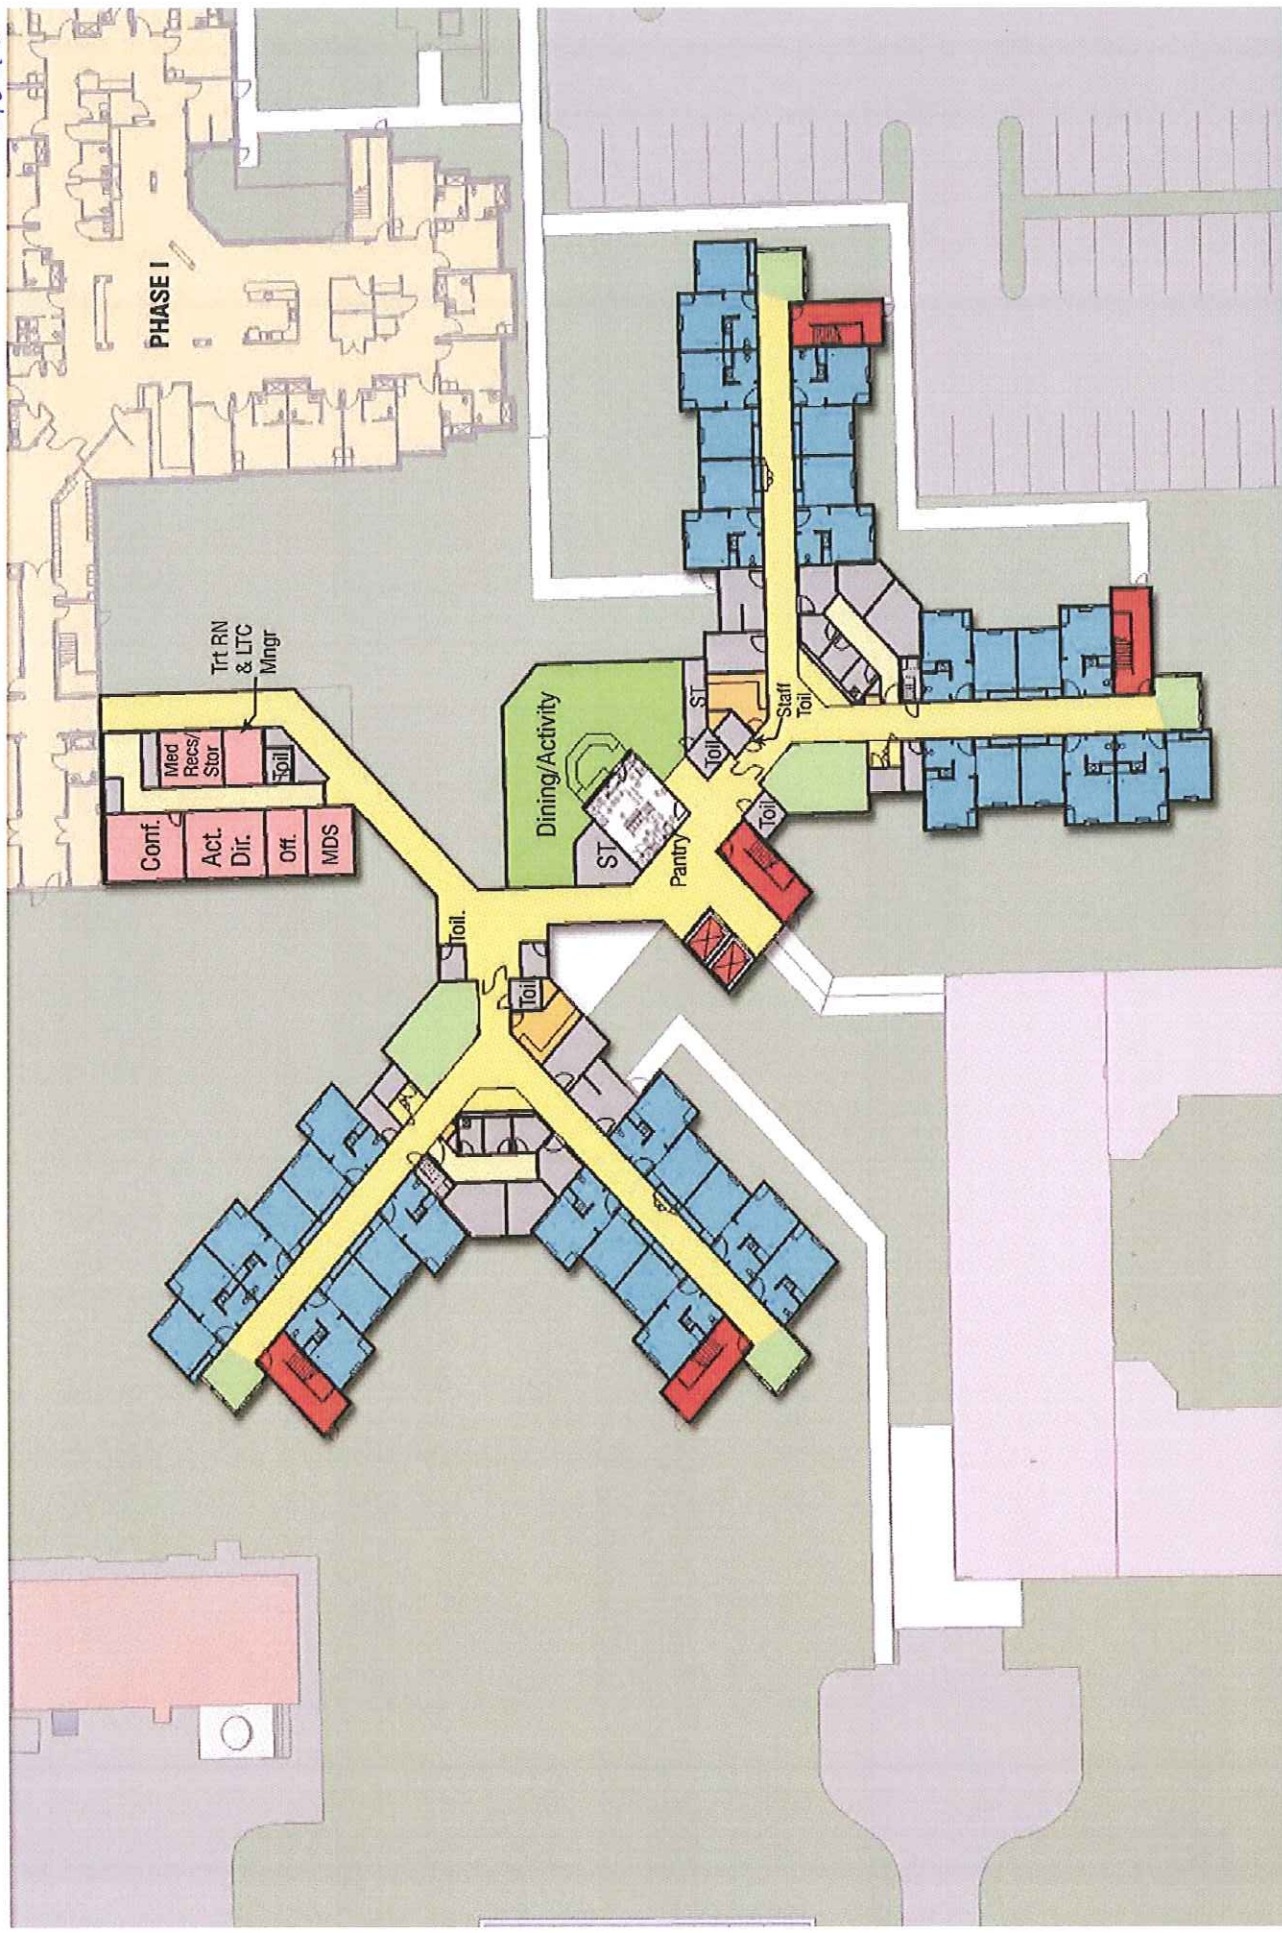 PHASE I
Trt RN
& LTC
Mngr
Med
Recs/
Stor
Toil
Conf.
Act.
Dir.
Off.
MDS
Dining/Activity
ST
ST
Toil
Staff
Toil
Toil
Pantry
Toil.
Toil